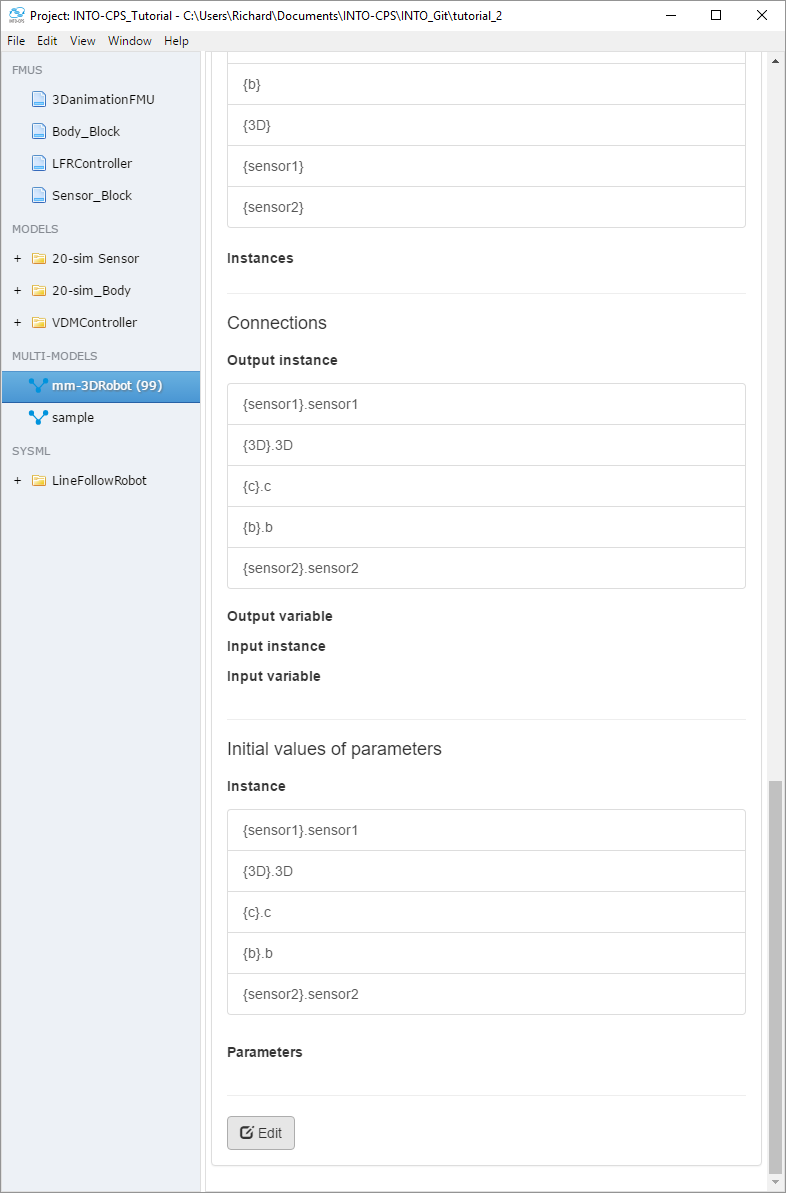 Project: INTO-CPS_Tutorial - C:\Users\Richard\Documents\INTO-CPS\INTO_Git\tutorial_2
File Edit View Window Help
FMUS
3DanimationFMU
Body_Block
LFRController
Sensor_Block
MODELS
+ 20-sim Sensor
+ 20-sim_Body
+ VDMController
MULTI-MODELS
mm-3DRobot (99)
sample
SYSML
+ LineFollowRobot
{b}
{3D}
{sensor1}
{sensor2}
Instances
Connections
Output instance
{sensor1}.sensor1
{3D}.3D
{c}.c
{b}.b
{sensor2}.sensor2
Output variable
Input instance
Input variable
Initial values of parameters
Instance
{sensor1}.sensor1
{3D}.3D
{c}.c
{b}.b
{sensor2}.sensor2
Parameters
Edit